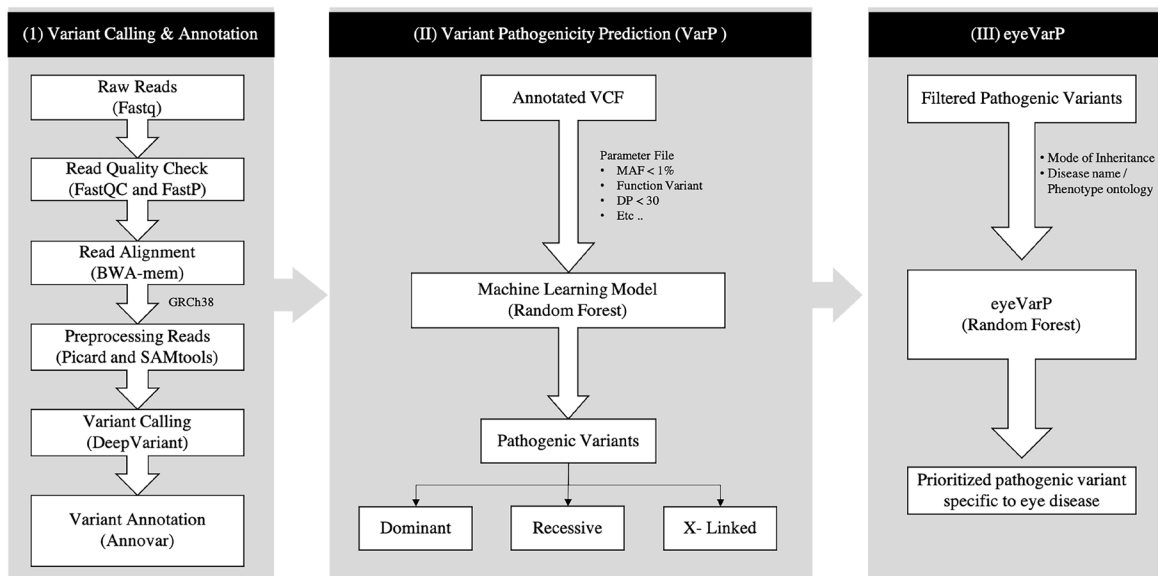 (1) Variant Calling & Annotation
Raw Reads
(Fastq)
Read Quality Check
(FastQC and FastP)
Read Alignment
(BWA-mem)
GRCh38
Preprocessing Reads
(Picard and SAMtools)
Variant Calling
(DeepVariant)
Variant Annotation
(Annovar)
(II) Variant Pathogenicity Prediction (VarP )
Annotated VCF
Parameter File
• MAF < 1%
• Function Variant
• DP < 30
• Etc ..
Machine Learning Model
(Random Forest)
Pathogenic Variants
Dominant
Recessive
X- Linked
(III) eyeVarP
Filtered Pathogenic Variants
• Mode of Inheritance
• Disease name /
Phenotype ontology
eyeVarP
(Random Forest)
Prioritized pathogenic variant
specific to eye disease